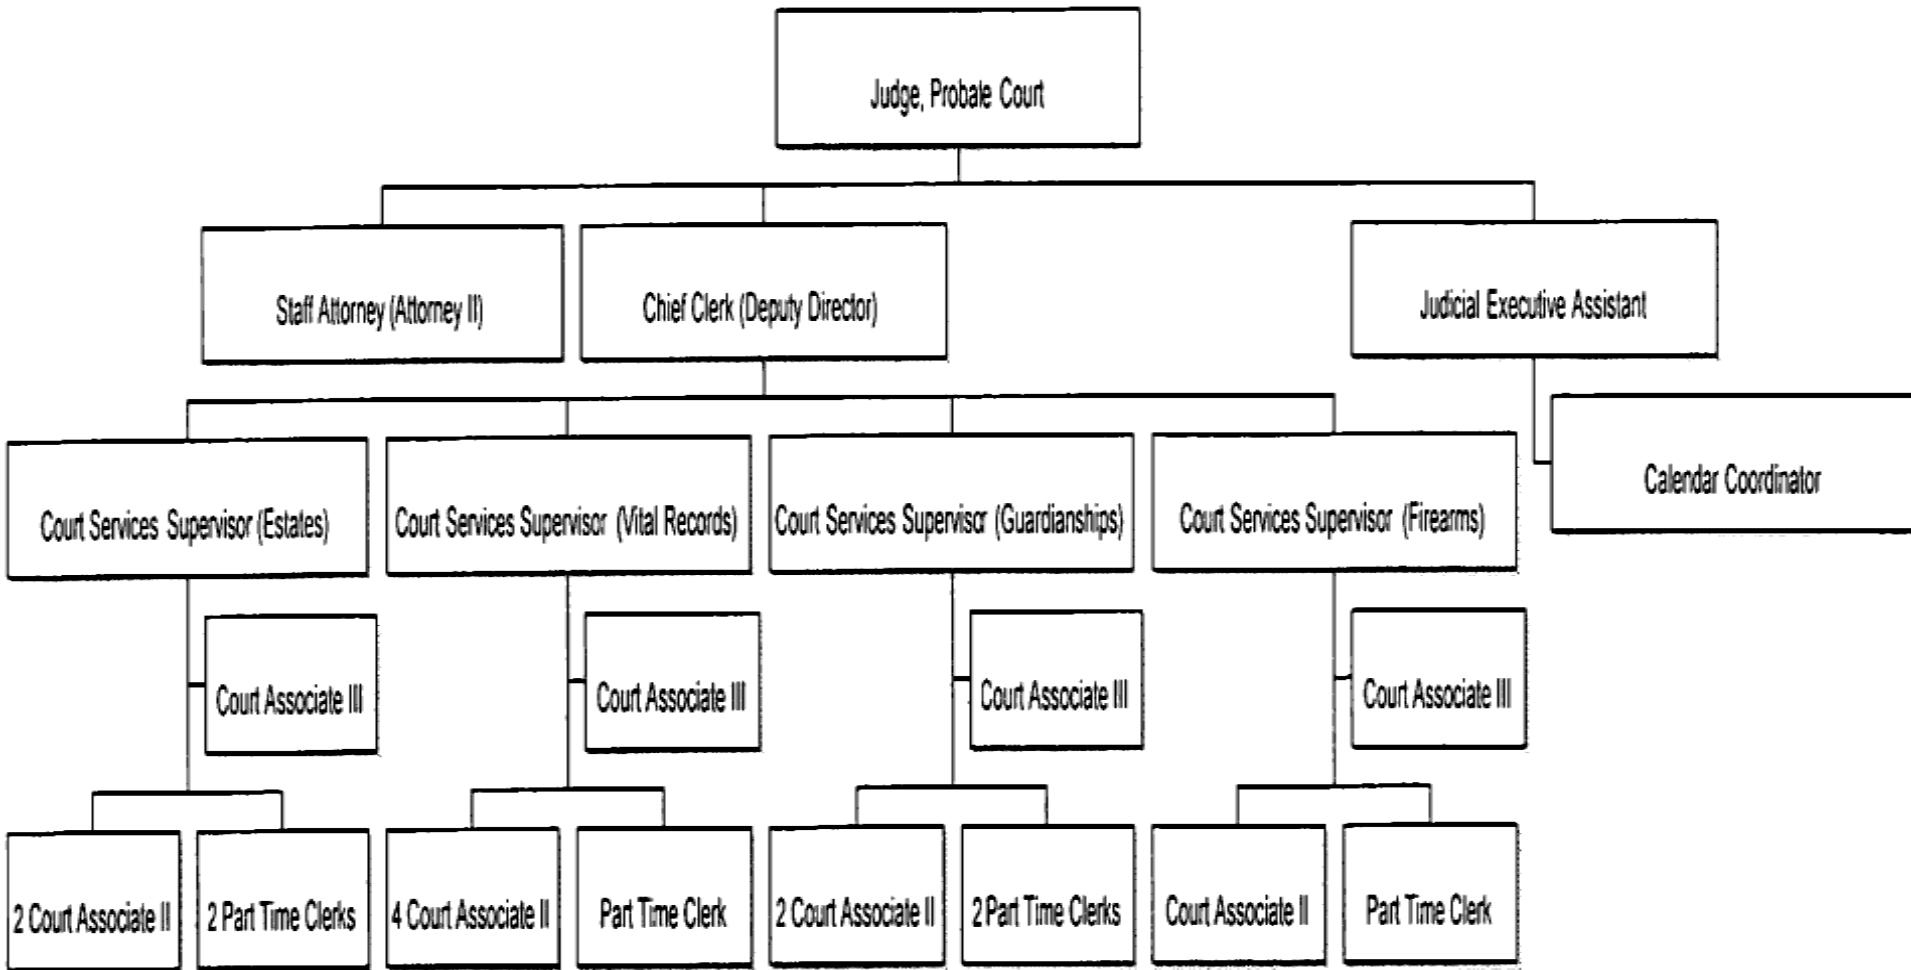 Judge, Probate Court
Staff Attorney (Attorney II)
Chief Clerk (Deputy Director)
Judicial Executive Assistant
Calendar Coordinator
Court Services Supervisor (Estates)
Court Services Supervisor (Vital Records)
Court Services Supervisor (Guardianships)
Court Services Supervisor (Firearms)
Court Associate III
Court Associate III
Court Associate III
Court Associate III
2 Court Associate II
2 Part Time Clerks
4 Court Associate II
Part Time Clerk
2 Court Associate II
2 Part Time Clerks
Court Associate II
Part Time Clerk